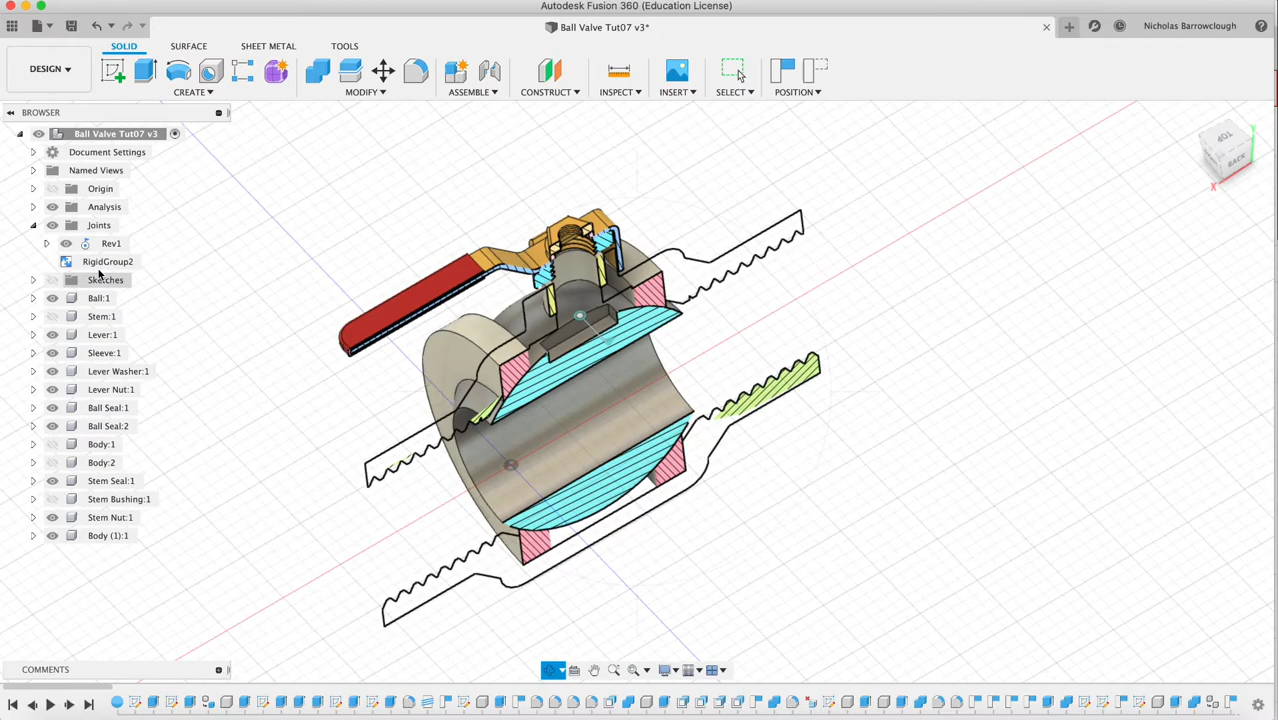 Autodesk Fusion 360 (Education License)
Ball Valve Tut07 v3*
Nicholas Barrowclough
DESIGN
SOLID SURFACE SHEET METAL TOOLS
CREATE MODIFY ASSEMBLE CONSTRUCT INSPECT INSERT SELECT POSITION
BROWSER
Ball Valve Tut07 v3
Document Settings
Named Views
Origin
Analysis
Joints
Rev1
RigidGroup2
Sketches
Ball:1
Stem:1
Lever:1
Sleeve:1
Lever Washer:1
Lever Nut:1
Ball Seal:1
Ball Seal:2
Body:1
Body:2
Stem Seal:1
Stem Bushing:1
Stem Nut:1
Body (1):1
TOP
BACK
X
Y
COMMENTS